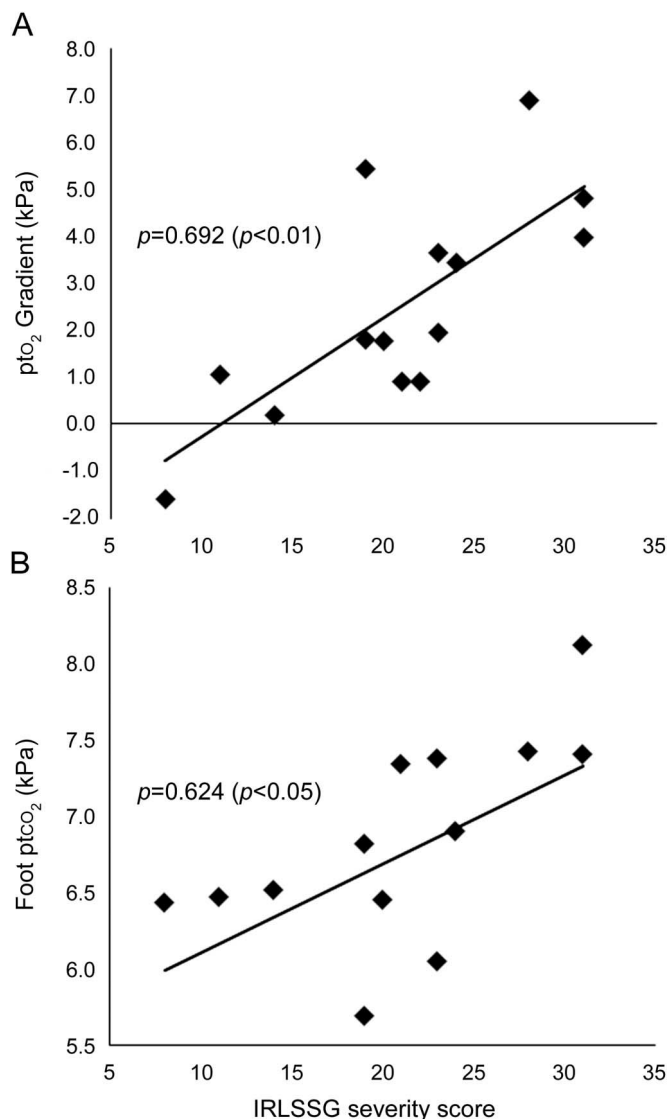 A
8.0
7.0
6.0
5.0
4.0
3.0
2.0
1.0
0.0
-1.0
-2.0
ptO₂ Gradient (kPa)
p=0.692 (p<0.01)
5 10 15 20 25 30 35
B
8.5
8.0
7.5
7.0
6.5
6.0
5.5
Foot ptCO₂ (kPa)
p=0.624 (p<0.05)
5 10 15 20 25 30 35
IRLSSG severity score